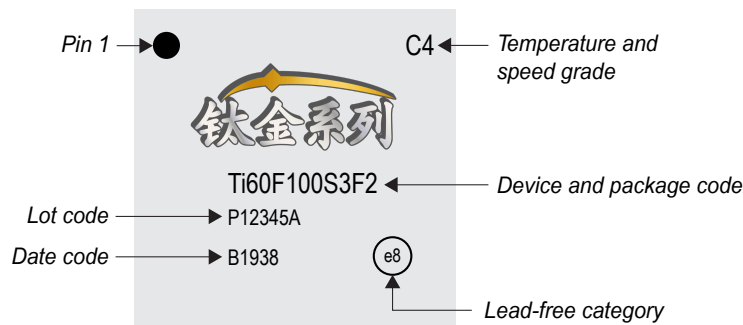 Pin 1
C4
Temperature and
speed grade
钛金系列
Ti60F100S3F2
Device and package code
Lot code
P12345A
Date code
B1938
e8
Lead-free category